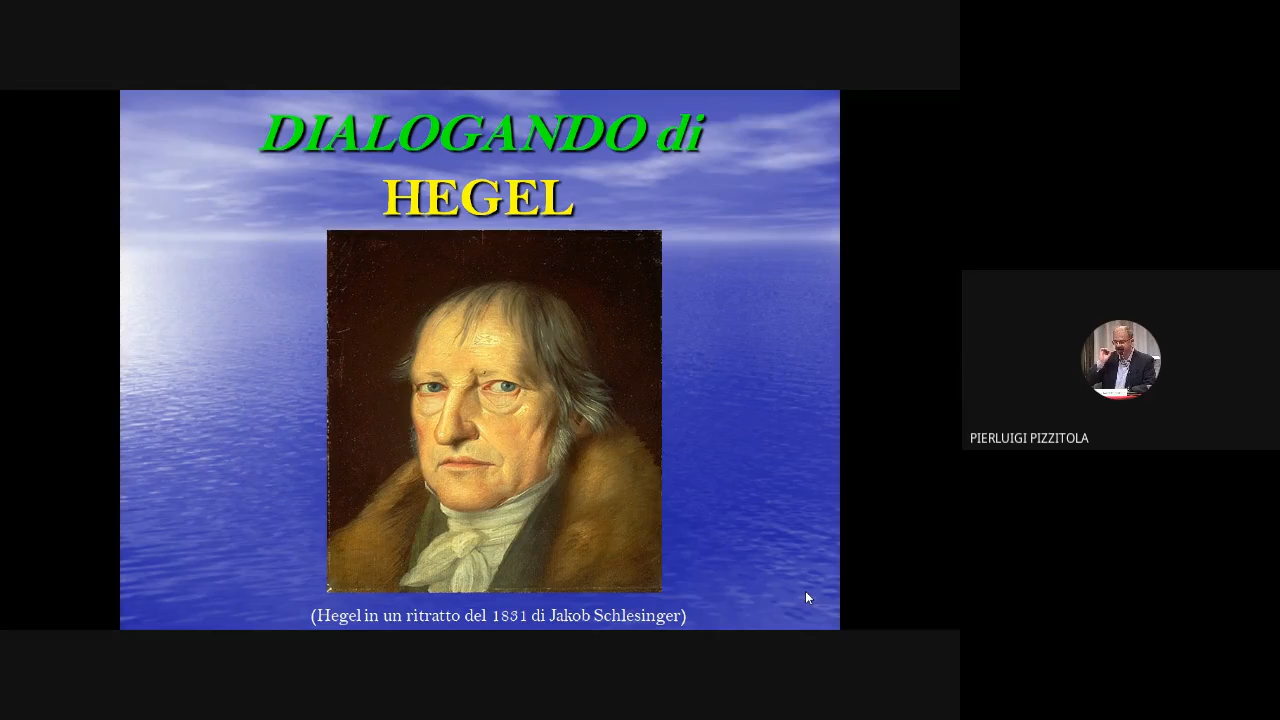 DIALOGANDO di
HEGEL
(Hegel in un ritratto del 1831 di Jakob Schlesinger)
PIERLUIGI PIZZITOLA